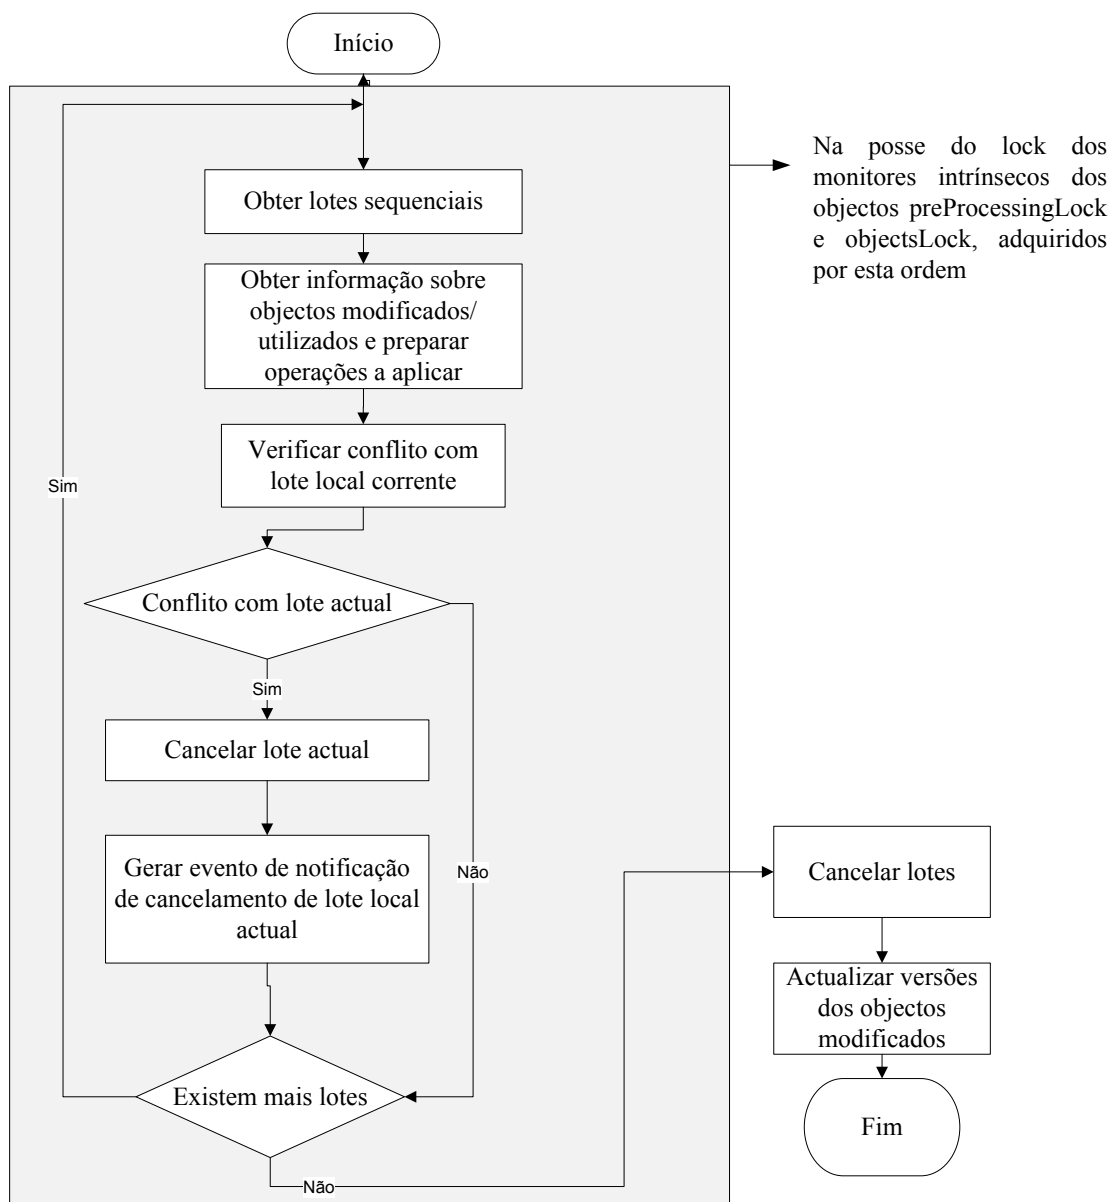 Início
Na posse do lock dos
monitores intrínsecos dos
objectos preProcessingLock
e objectsLock, adquiridos
por esta ordem
Obter lotes sequenciais
Obter informação sobre
objectos modificados/
utilizados e preparar
operações a aplicar
Verificar conflito com
lote local corrente
Sim
Conflito com lote actual
Sim
Cancelar lote actual
Gerar evento de notificação
de cancelamento de lote local
actual
Não
Cancelar lotes
Actualizar versões
dos objectos
modificados
Existem mais lotes
Fim
Não